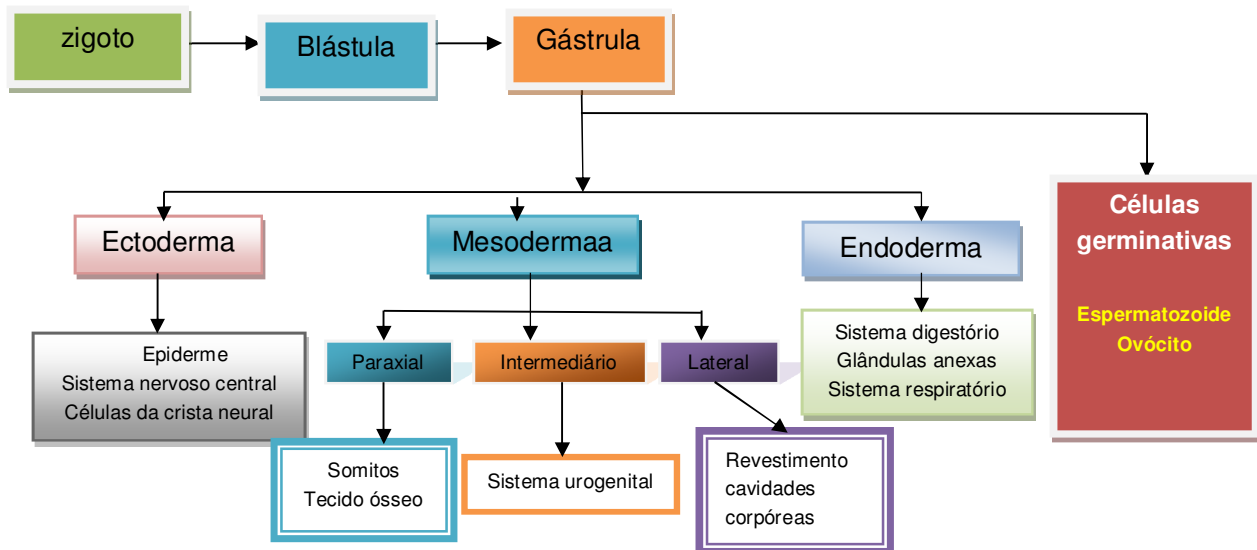 zigoto
Blástula
Gástrula
Ectoderma
Mesodermaa
Endoderma
Células
germinativas
Espermatozoide
Ovócito
Epiderme
Sistema nervoso central
Células da crista neural
Paraxial
Intermediário
Lateral
Sistema digestório
Glândulas anexas
Sistema respiratório
Somitos
Tecido ósseo
Sistema urogenital
Revestimento
cavidades
corpóreas